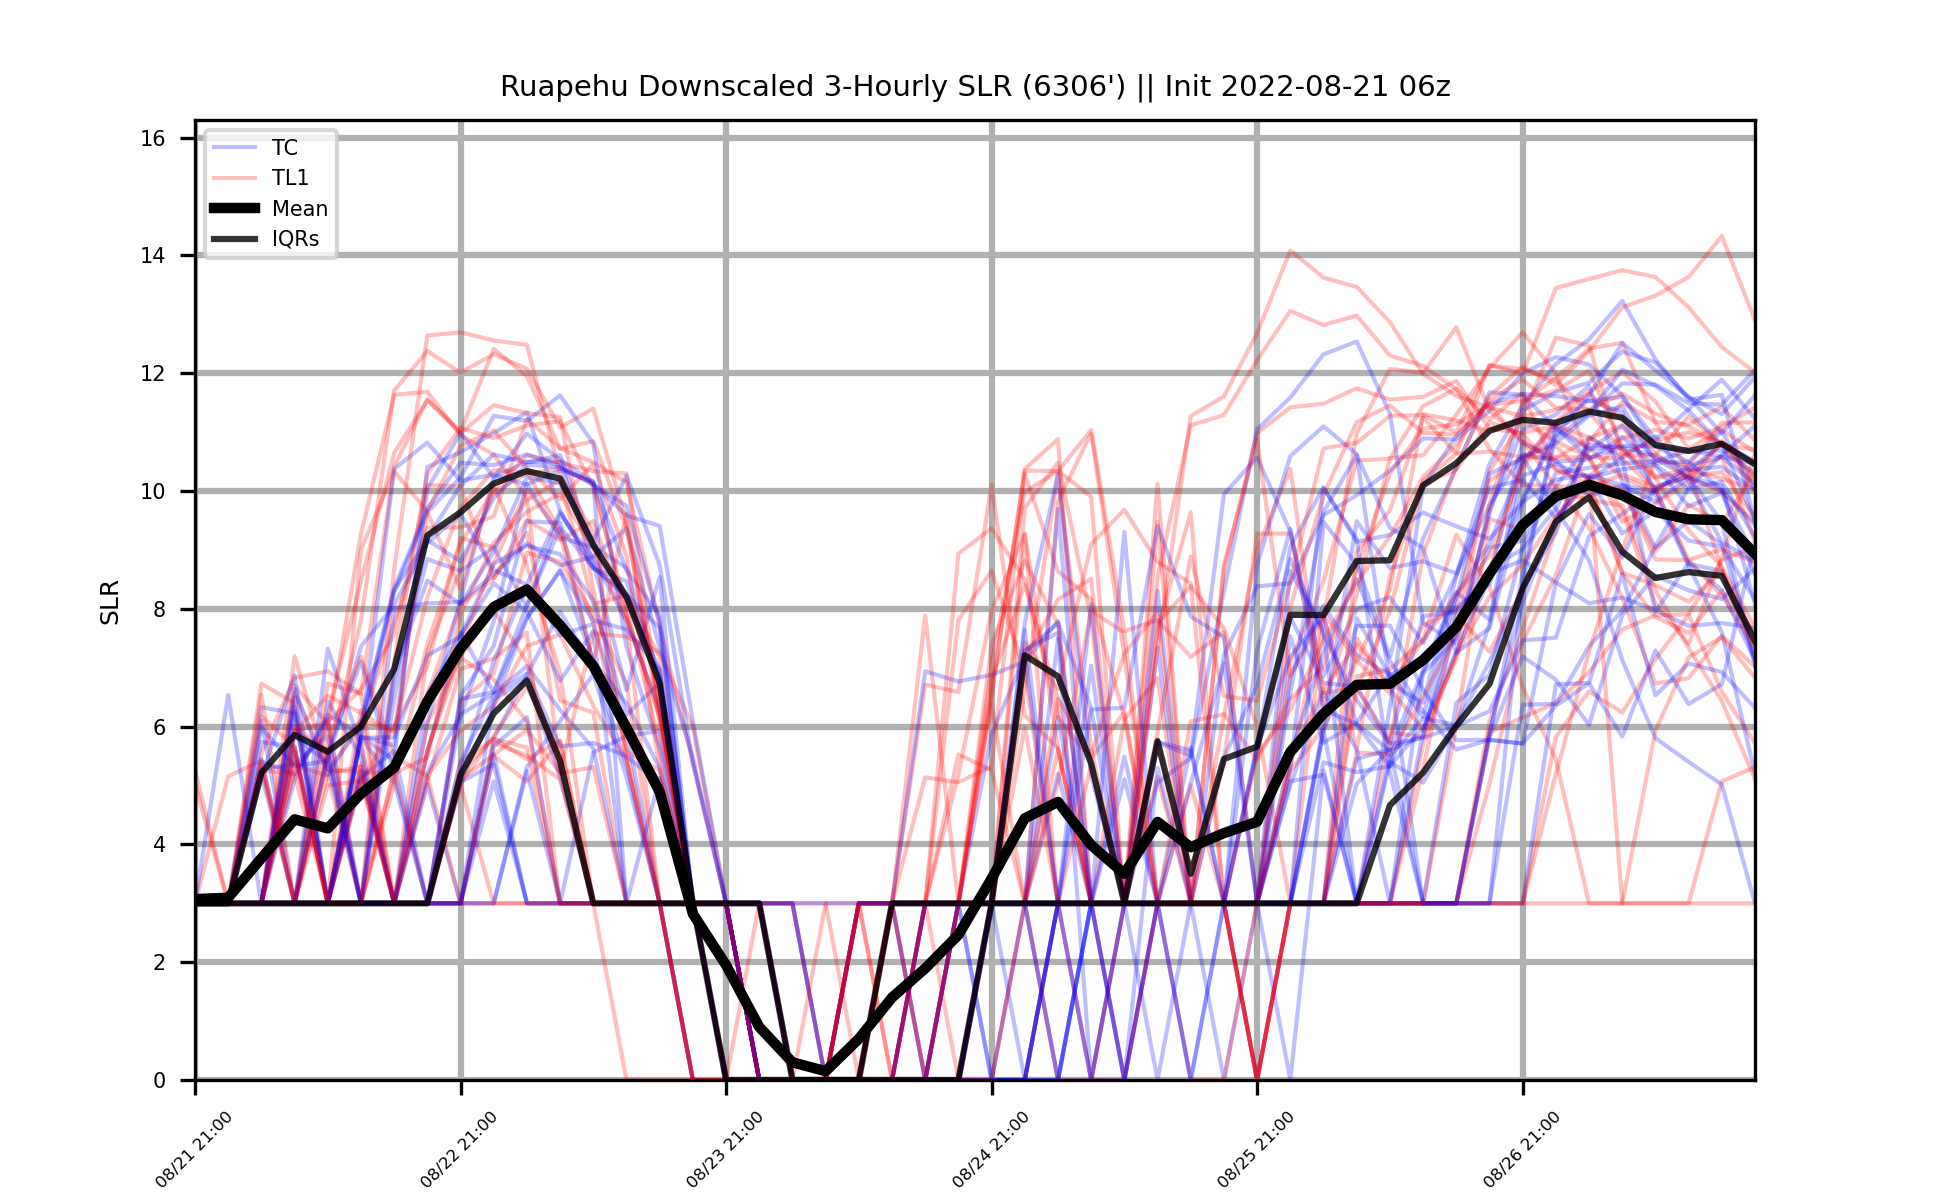 Ruapehu Downscaled 3-Hourly SLR (6306') || Init 2022-08-21 06z
TC
TL1
Mean
IQRs
SLR
16
14
12
10
8
6
4
2
0
08/21 21:00
08/22 21:00
08/23 21:00
08/24 21:00
08/25 21:00
08/26 21:00